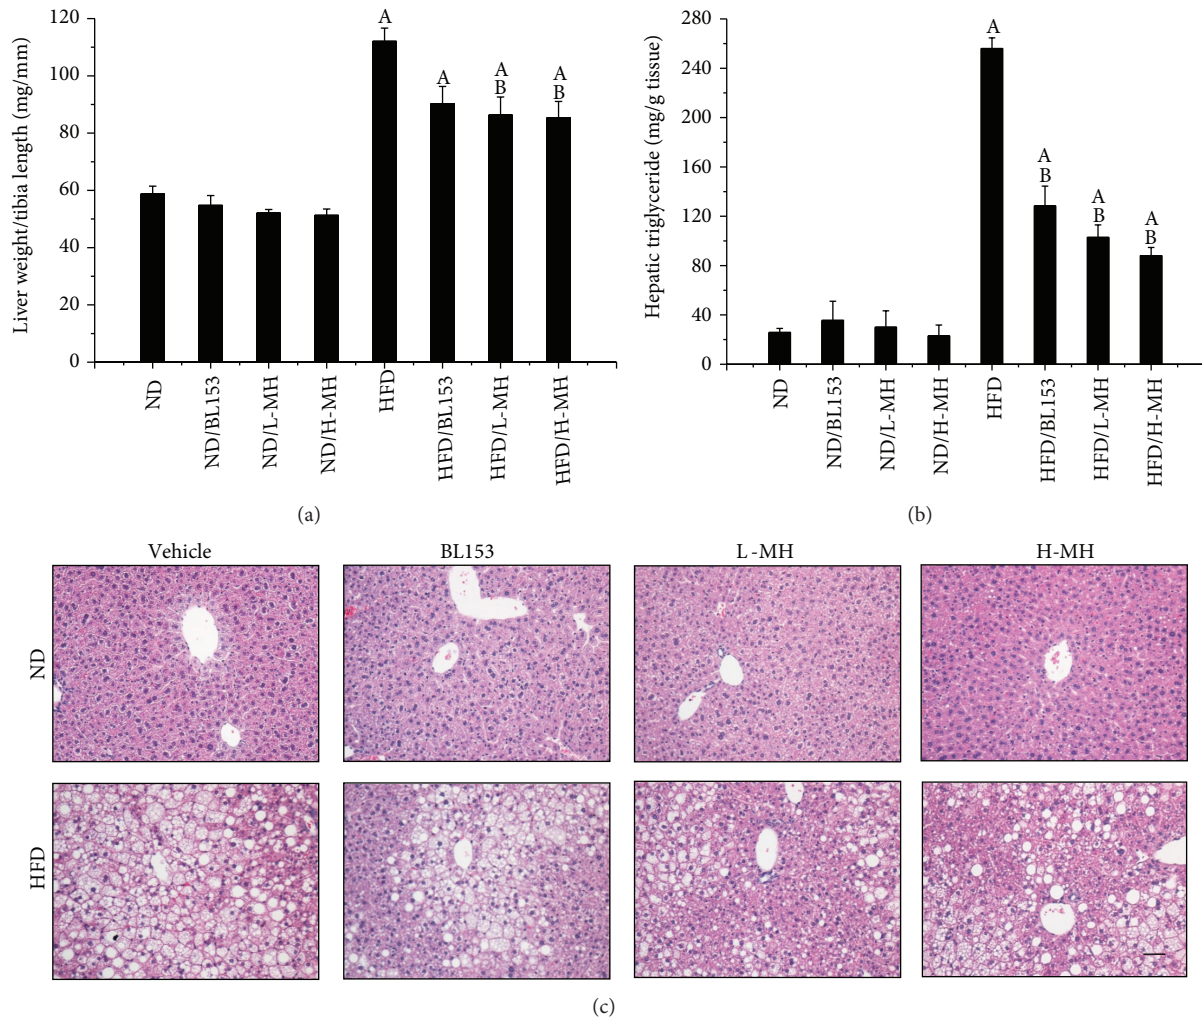 120
100
80
60
40
20
0
Liver weight/tibia length (mg/mm)
A
A
A
B
A
B
ND
ND/BL153
ND/L-MH
ND/H-MH
HFD
HFD/BL153
HFD/L-MH
HFD/H-MH
(a)
280
240
200
160
120
80
40
0
Hepatic triglyceride (mg/g tissue)
A
A
B
A
B
A
B
ND
ND/BL153
ND/L-MH
ND/H-MH
HFD
HFD/BL153
HFD/L-MH
HFD/H-MH
(b)
Vehicle
BL153
L -MH
H-MH
ND
HFD
(c)